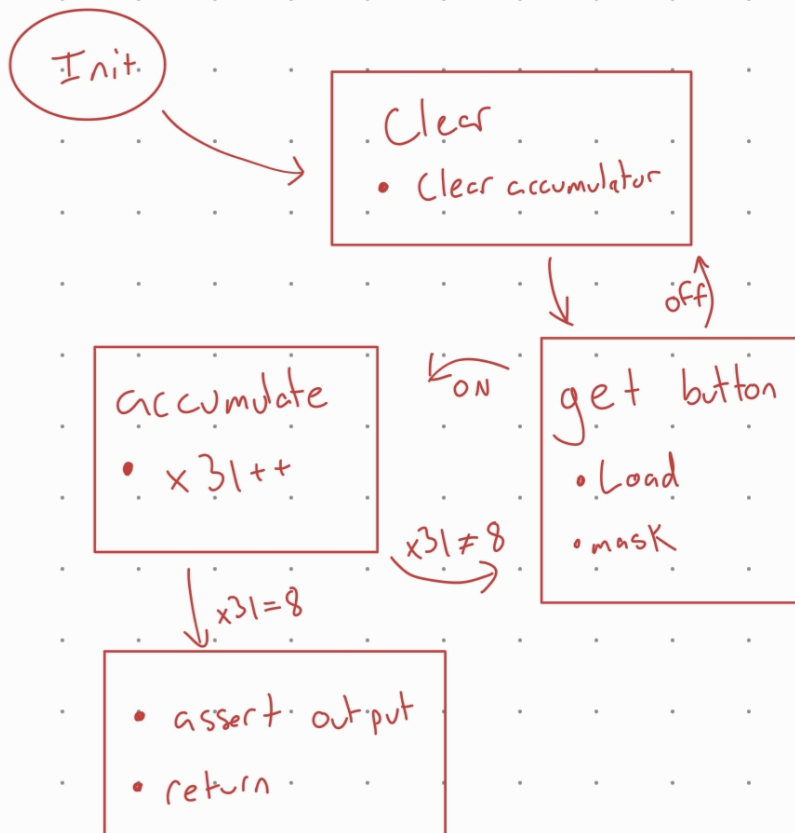 Init
Clear
• Clear accumulator
off
ON
get button
• Load
• mask
accumulate
• x31++
x31≠8
x31=8
• assert output
• return